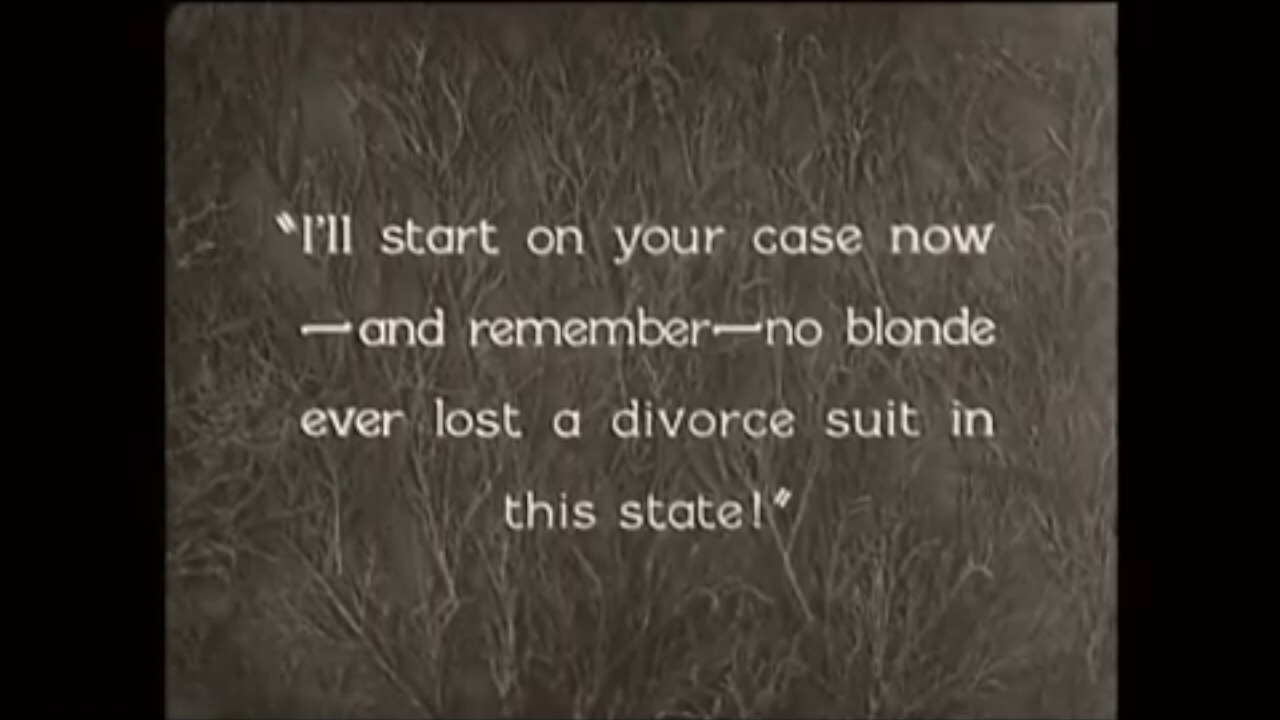 "I'll start on your case now
—and remember—no blonde
ever lost a divorce suit in
this state!"